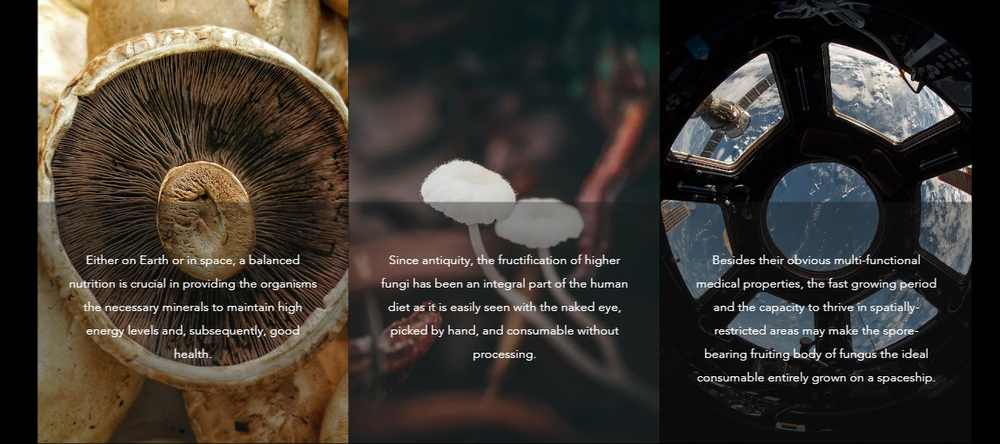 Either on Earth or in space, a balanced
nutrition is crucial in providing the organisms
the necessary minerals to maintain high
energy levels and, subsequently, good
health.
Since antiquity, the fructification of higher
fungi has been an integral part of the human
diet as it is easily seen with the naked eye,
picked by hand, and consumable without
processing.
Besides their obvious multi-functional
medical properties, the fast growing period
and the capacity to thrive in spatially-
restricted areas may make the spore-
bearing fruiting body of fungus the ideal
consumable entirely grown on a spaceship.